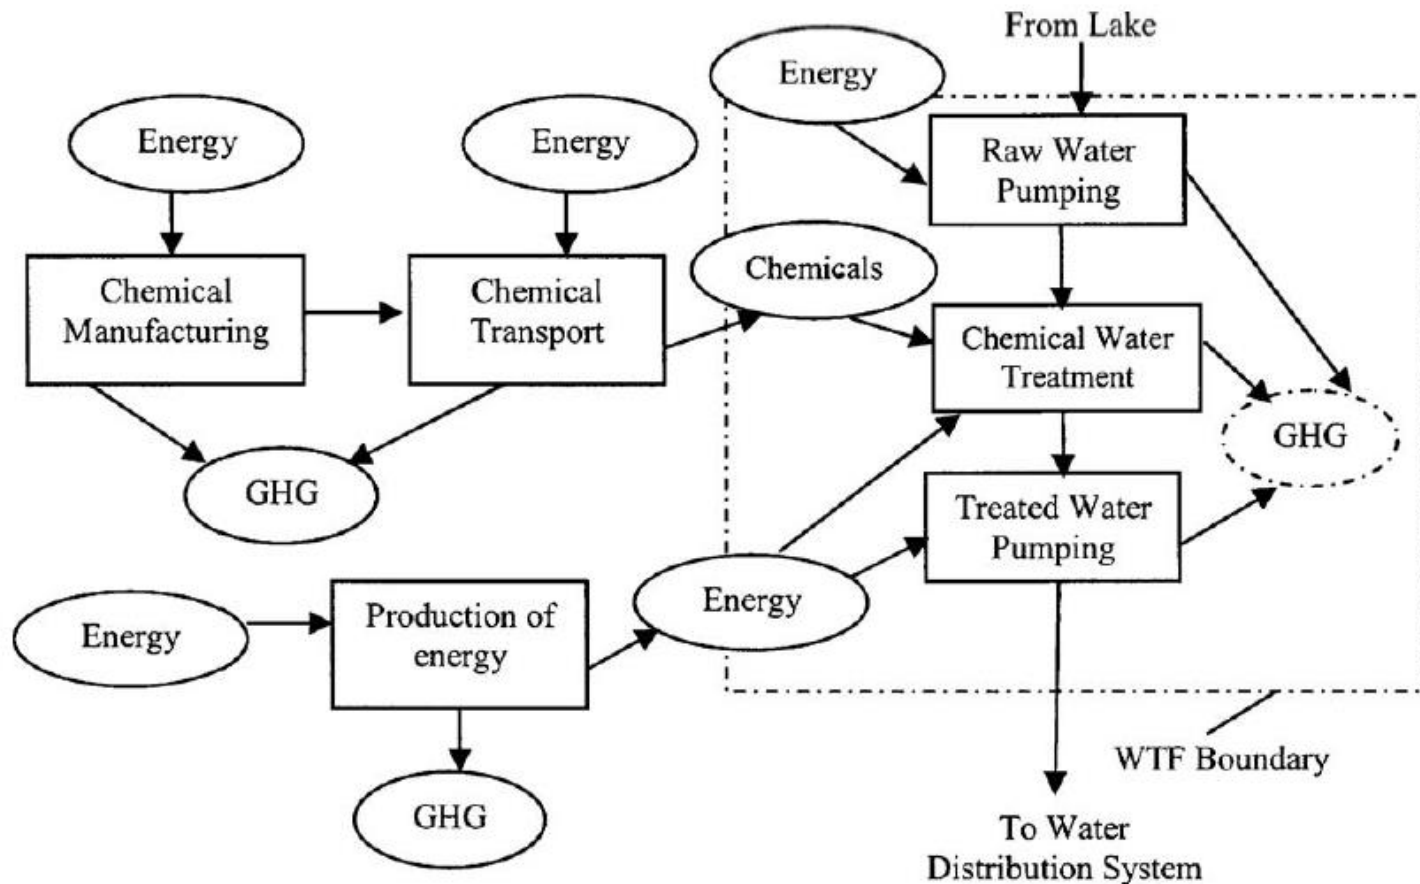 From Lake
Energy
Energy
Energy
Raw Water
Pumping
Chemicals
Chemical
Manufacturing
Chemical
Transport
Chemical Water
Treatment
GHG
GHG
Treated Water
Pumping
Energy
Production of
energy
Energy
GHG
WTF Boundary
To Water
Distribution System